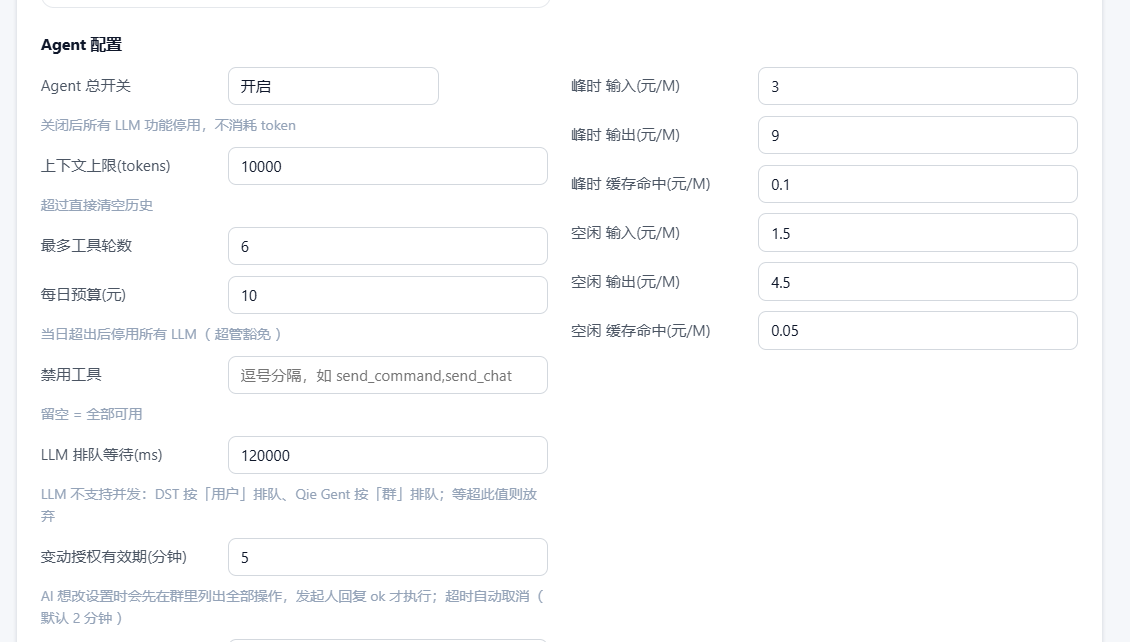 Agent 配置
Agent 总开关
开启
关闭后所有 LLM 功能停用，不消耗 token
上下文上限(tokens)
10000
超过直接清空历史
最多工具轮数
6
每日预算(元)
10
当日超出后停用所有 LLM（ 超管豁免 ）
禁用工具
逗号分隔，如 send_command,send_chat
留空 = 全部可用
LLM 排队等待(ms)
120000
LLM 不支持并发：DST 按「用户」排队、Qie Gent 按「群」排队；等超此值则放
弃
变动授权有效期(分钟)
5
AI 想改设置时会先在群里列出全部操作，发起人回复 ok 才执行；超时自动取消（
默认 2 分钟 ）
峰时 输入(元/M)
3
峰时 输出(元/M)
9
峰时 缓存命中(元/M)
0.1
空闲 输入(元/M)
1.5
空闲 输出(元/M)
4.5
空闲 缓存命中(元/M)
0.05